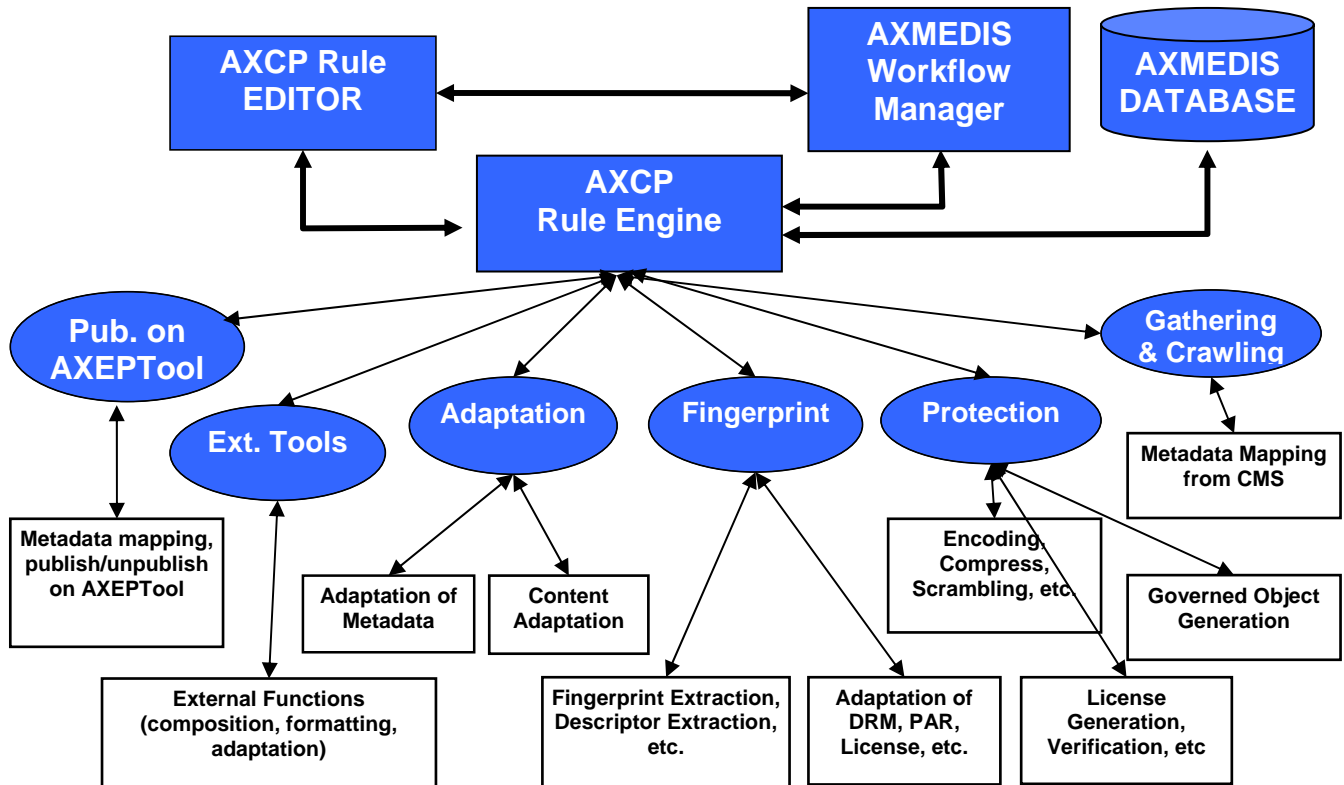 AXCP Rule
EDITOR
AXMEDIS
Workflow
Manager
AXMEDIS
DATABASE
AXCP
Rule Engine
Pub. on
AXEPTool
Ext. Tools
Adaptation
Fingerprint
Protection
Gathering
& Crawling
Metadata mapping,
publish/unpublish
on AXEPTool
Adaptation of
Metadata
Content
Adaptation
Encoding,
Compress,
Scrambling, etc.
Metadata Mapping
from CMS
Governed Object
Generation
External Functions
(composition, formatting,
adaptation)
Fingerprint Extraction,
Descriptor Extraction,
etc.
Adaptation of
DRM, PAR,
License, etc.
License
Generation,
Verification, etc